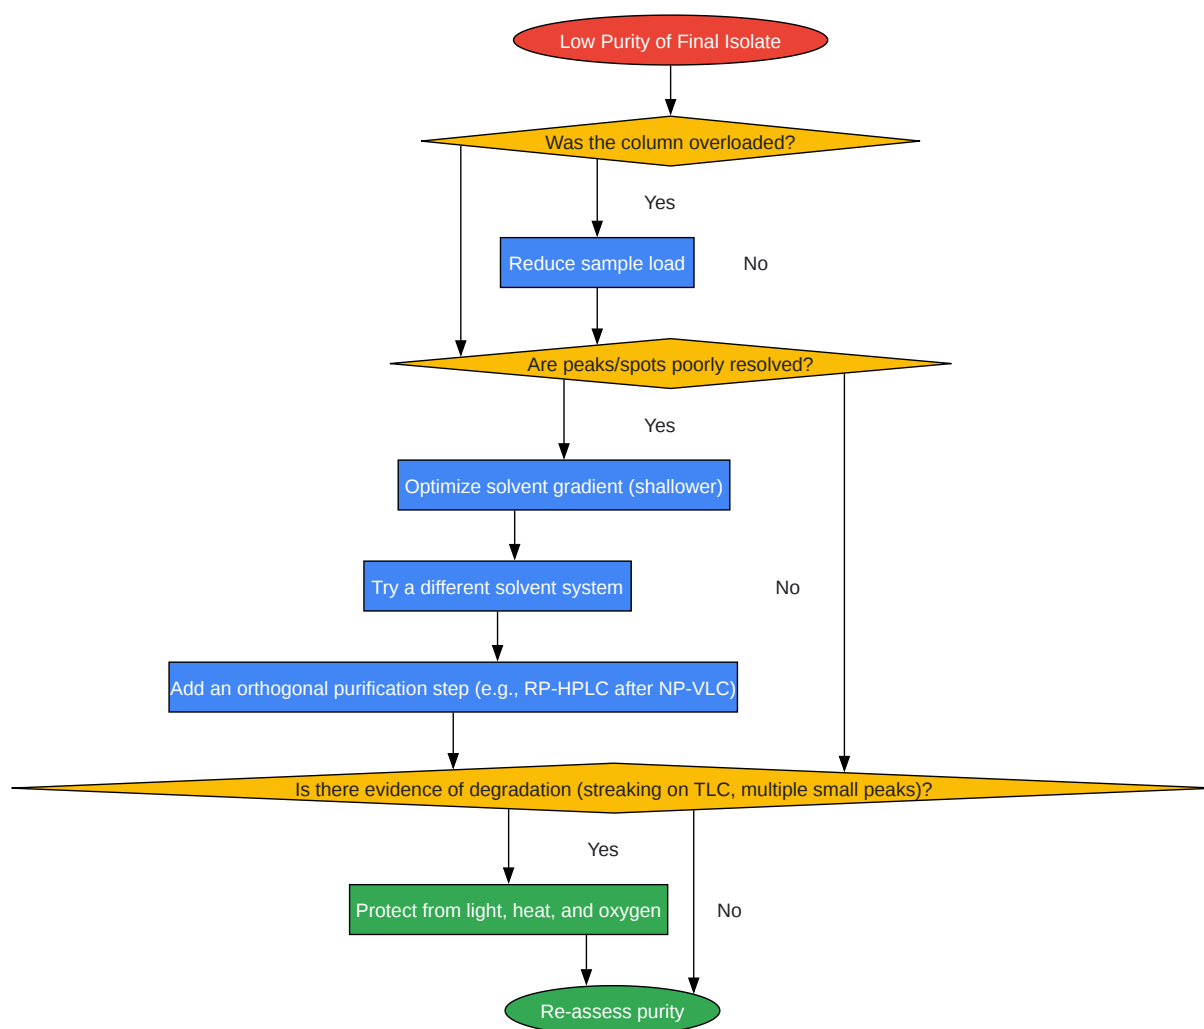 Low Purity of Final Isolate
Was the column overloaded?
Yes
Reduce sample load
No
Are peaks/spots poorly resolved?
Yes
Optimize solvent gradient (shallower)
Try a different solvent system
No
Add an orthogonal purification step (e.g., RP-HPLC after NP-VLC)
Is there evidence of degradation (streaking on TLC, multiple small peaks)?
Yes
Protect from light, heat, and oxygen
No
Re-assess purity